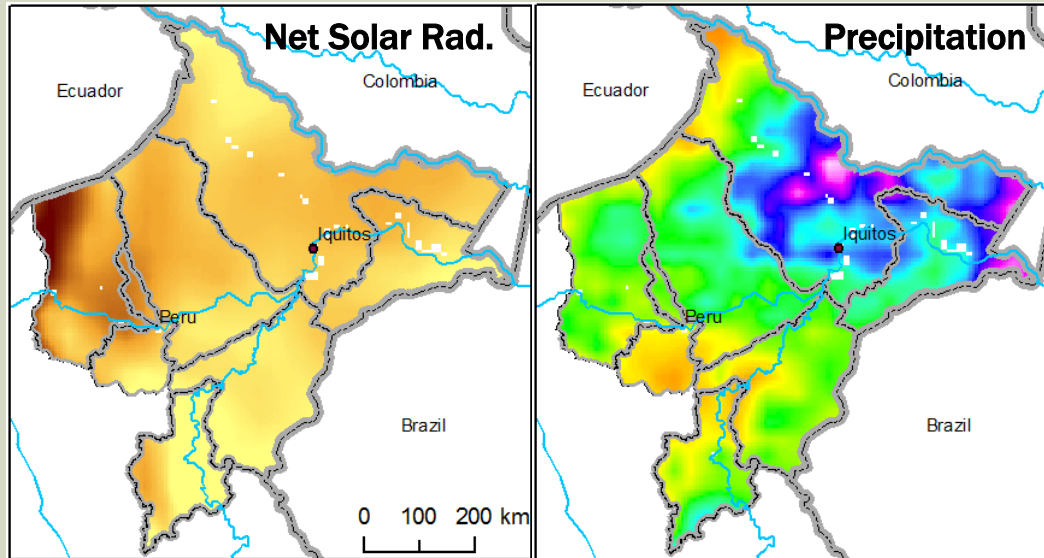 Net Solar Rad.
Ecuador
Colombia
Iquitos
Peru
Brazil
0 100 200 km
Precipitation
Ecuador
Colombia
Iquitos
Peru
Brazil